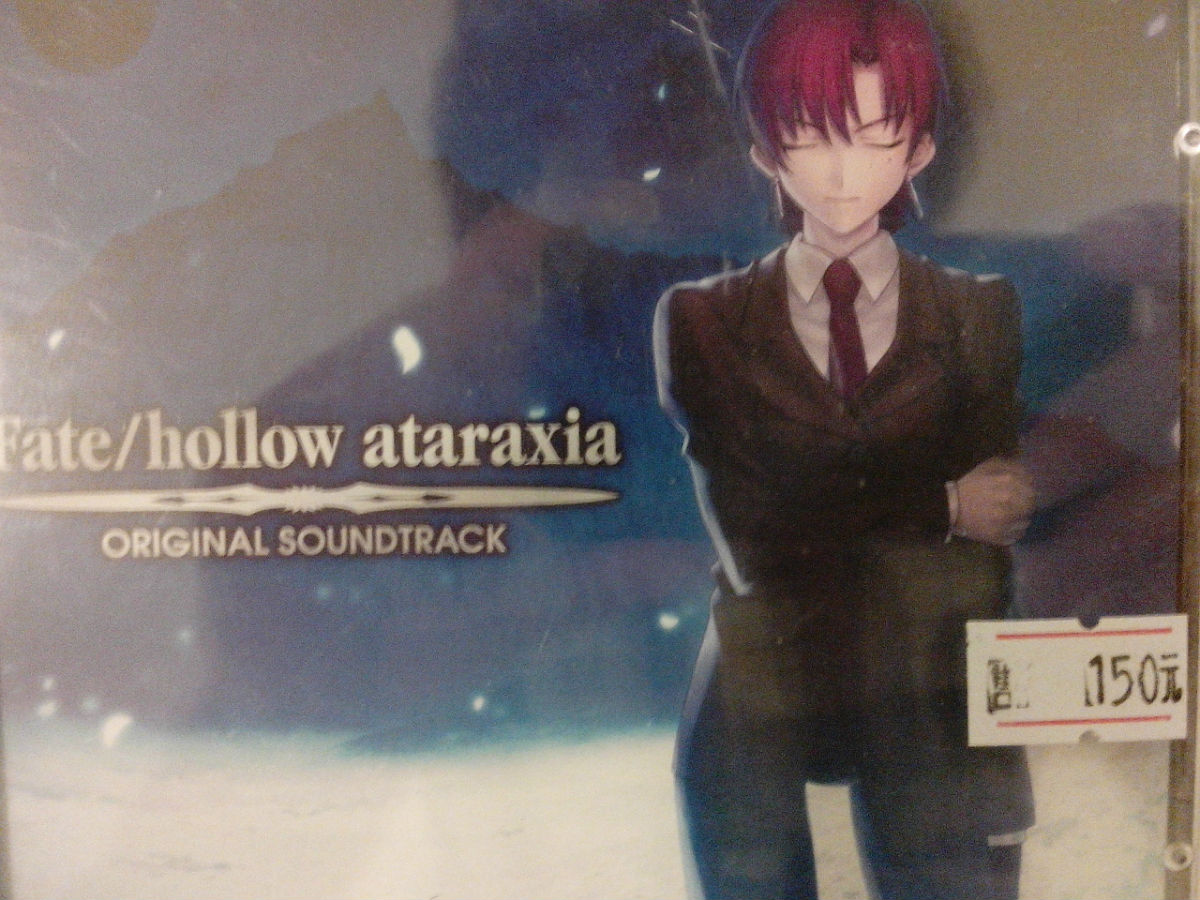 Fate/hollow ataraxia
ORIGINAL SOUNDTRACK
150元